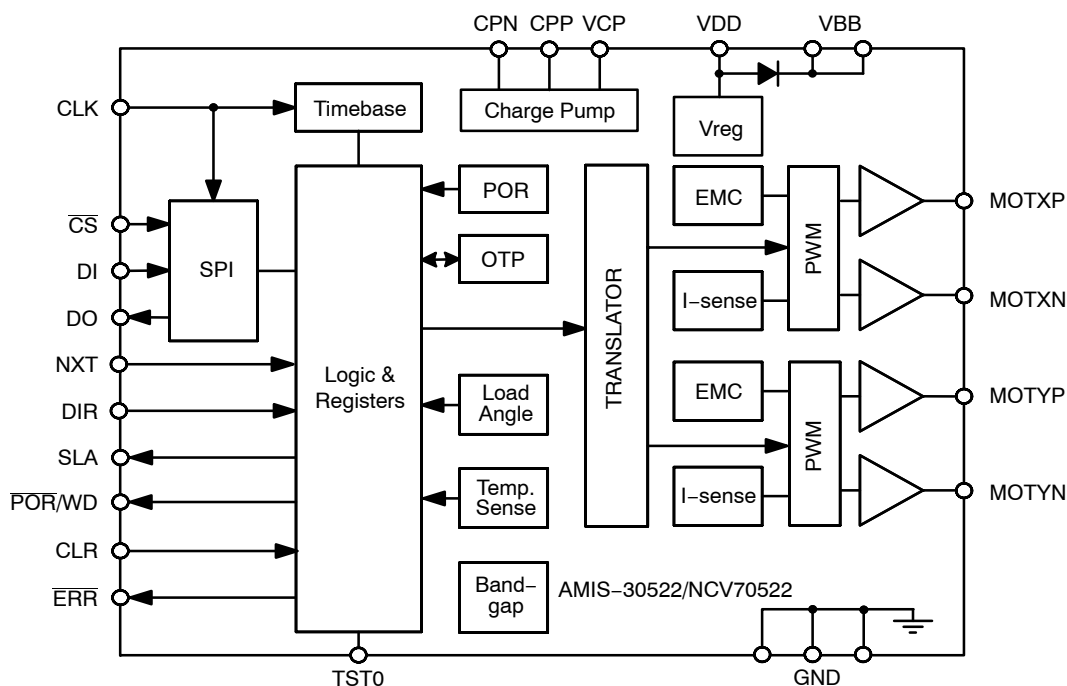 CPN CPP VCP VDD VBB
CLK
Timebase
Charge Pump
Vreg
POR
EMC
MOTXP
CS
DI
SPI
OTP
TRANSLATOR
PWM
I−sense
MOTXN
DO
NXT
Logic &
Registers
DIR
Load
Angle
EMC
MOTYP
PWM
SLA
POR/WD
Temp.
Sense
I−sense
MOTYN
CLR
ERR
Band−
gap
AMIS−30522/NCV70522
TST0
GND